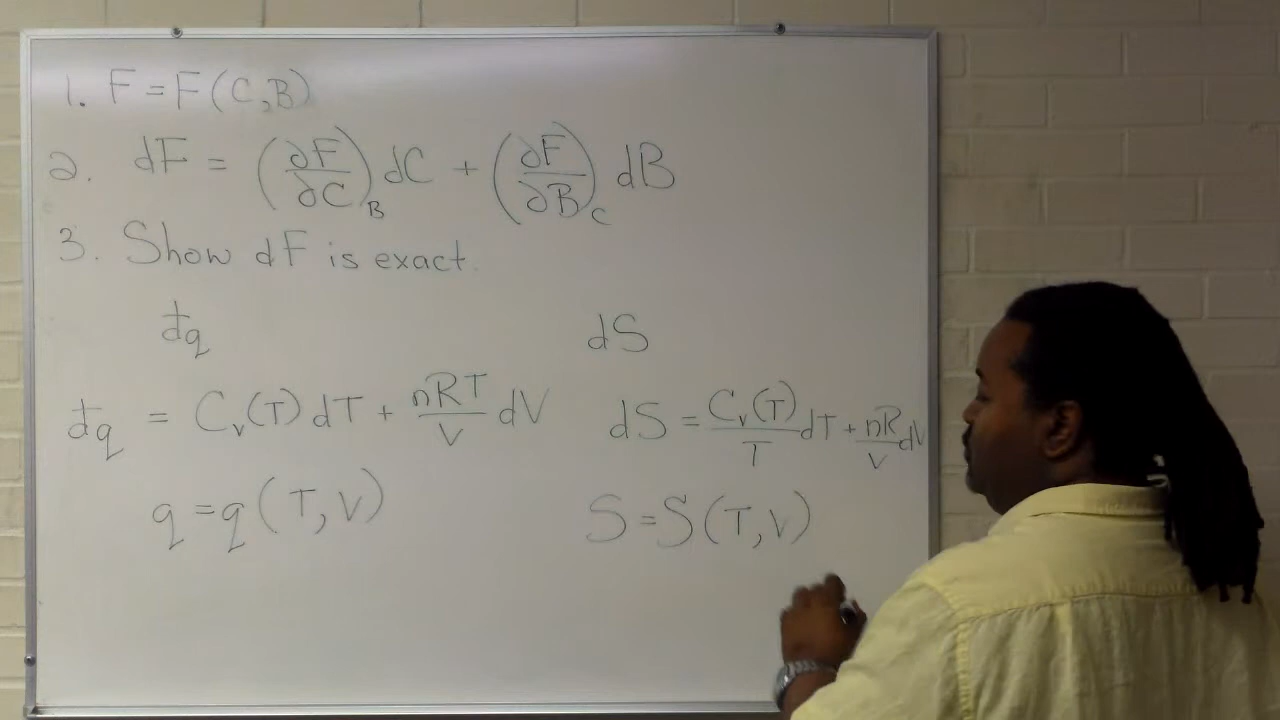 1. F = F(C,B)
2. dF = (∂F/∂C)_B dC + (∂F/∂B)_C dB
3. Show dF is exact.
đq dS
đq = C_v(T) dT + nRT/V dV dS = C_v(T)/T dT + nR/V dV
q = q(T,V) S = S(T,V)